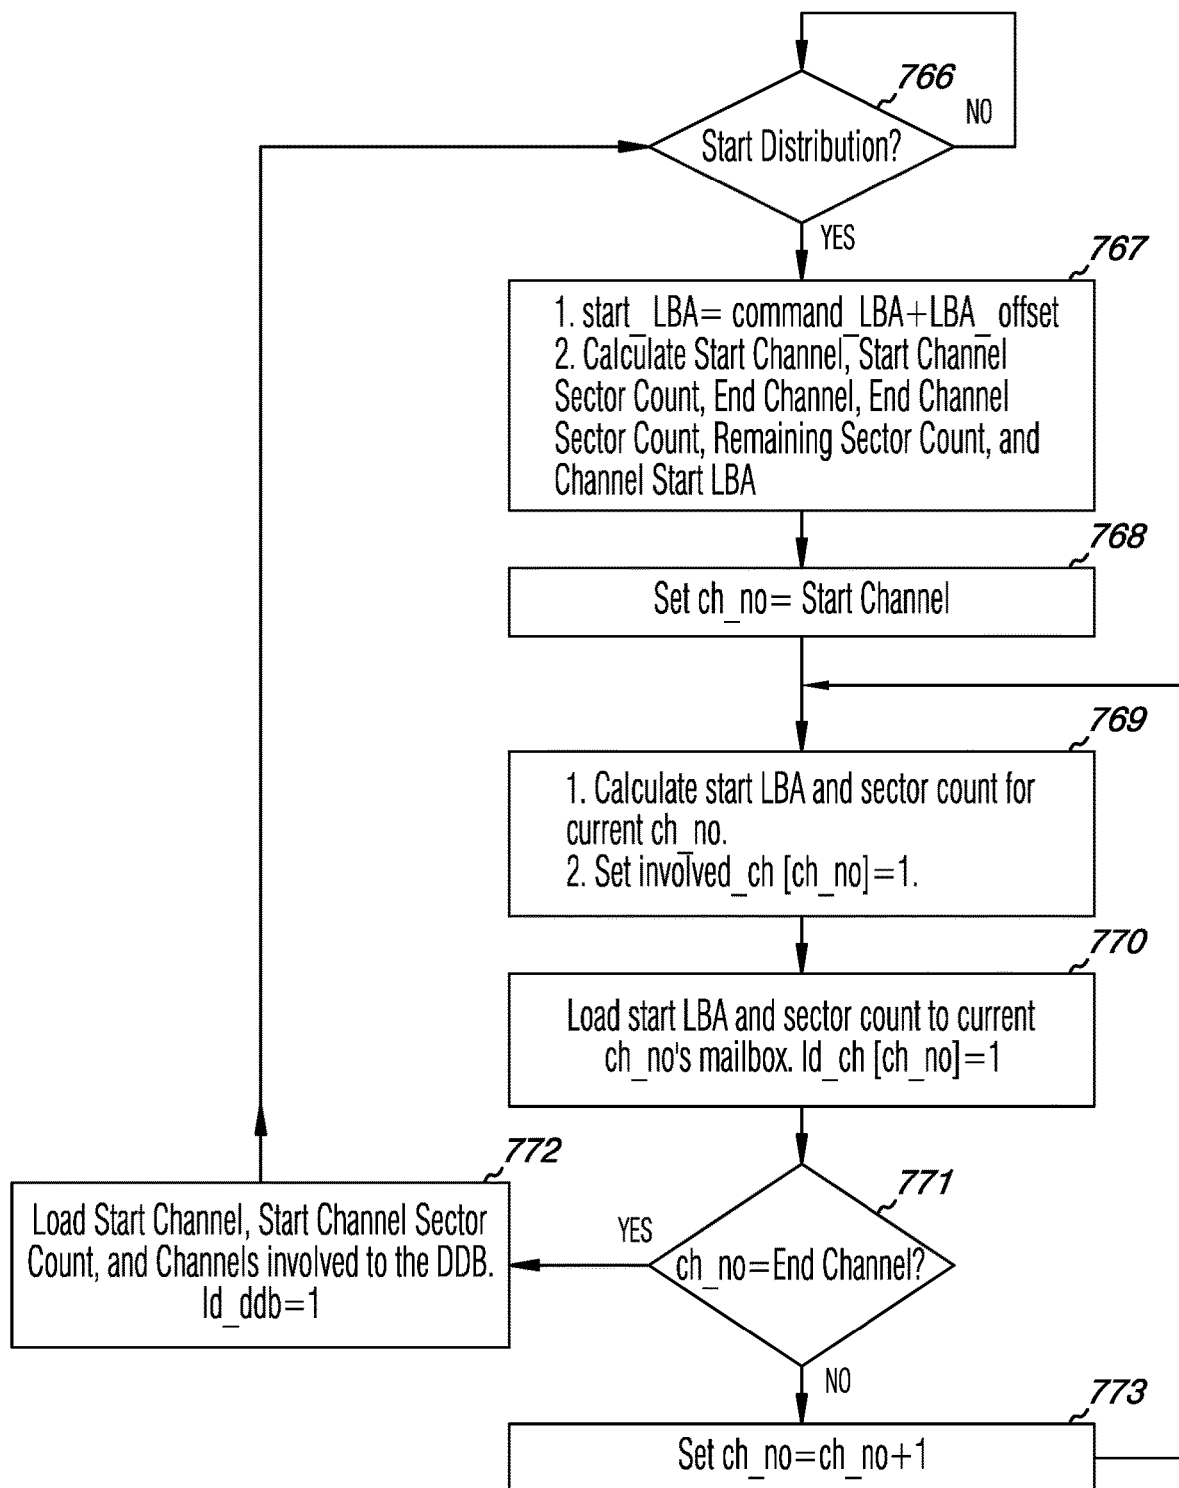 766
NO
Start Distribution?
YES
767
1. start_ LBA= command_LBA+LBA_ offset
2. Calculate Start Channel, Start Channel
Sector Count, End Channel, End Channel
Sector Count, Remaining Sector Count, and
Channel Start LBA
768
Set ch_no= Start Channel
769
1. Calculate start LBA and sector count for
current ch_no.
2. Set involved_ch [ch_no]=1.
770
Load start LBA and sector count to current
ch_no's mailbox. ld_ch [ch_no]=1
772
Load Start Channel, Start Channel Sector
Count, and Channels involved to the DDB.
ld_ddb=1
771
YES
ch_no=End Channel?
NO
773
Set ch_no=ch_no+1